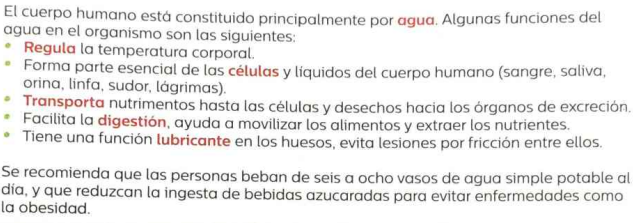 El cuerpo humano está constituido principalmente por agua. Algunas funciones del
agua en el organismo son las siguientes:
• Regula la temperatura corporal.
• Forma parte esencial de las células y líquidos del cuerpo humano (sangre, saliva,
orina, linfa, sudor, lágrimas).
• Transporta nutrimentos hasta las células y desechos hacia los órganos de excreción.
• Facilita la digestión, ayuda a movilizar los alimentos y extraer los nutrientes.
• Tiene una función lubricante en los huesos, evita lesiones por fricción entre ellos.
Se recomienda que las personas beban de seis a ocho vasos de agua simple potable al
día, y que reduzcan la ingesta de bebidas azucaradas para evitar enfermedades como
la obesidad.